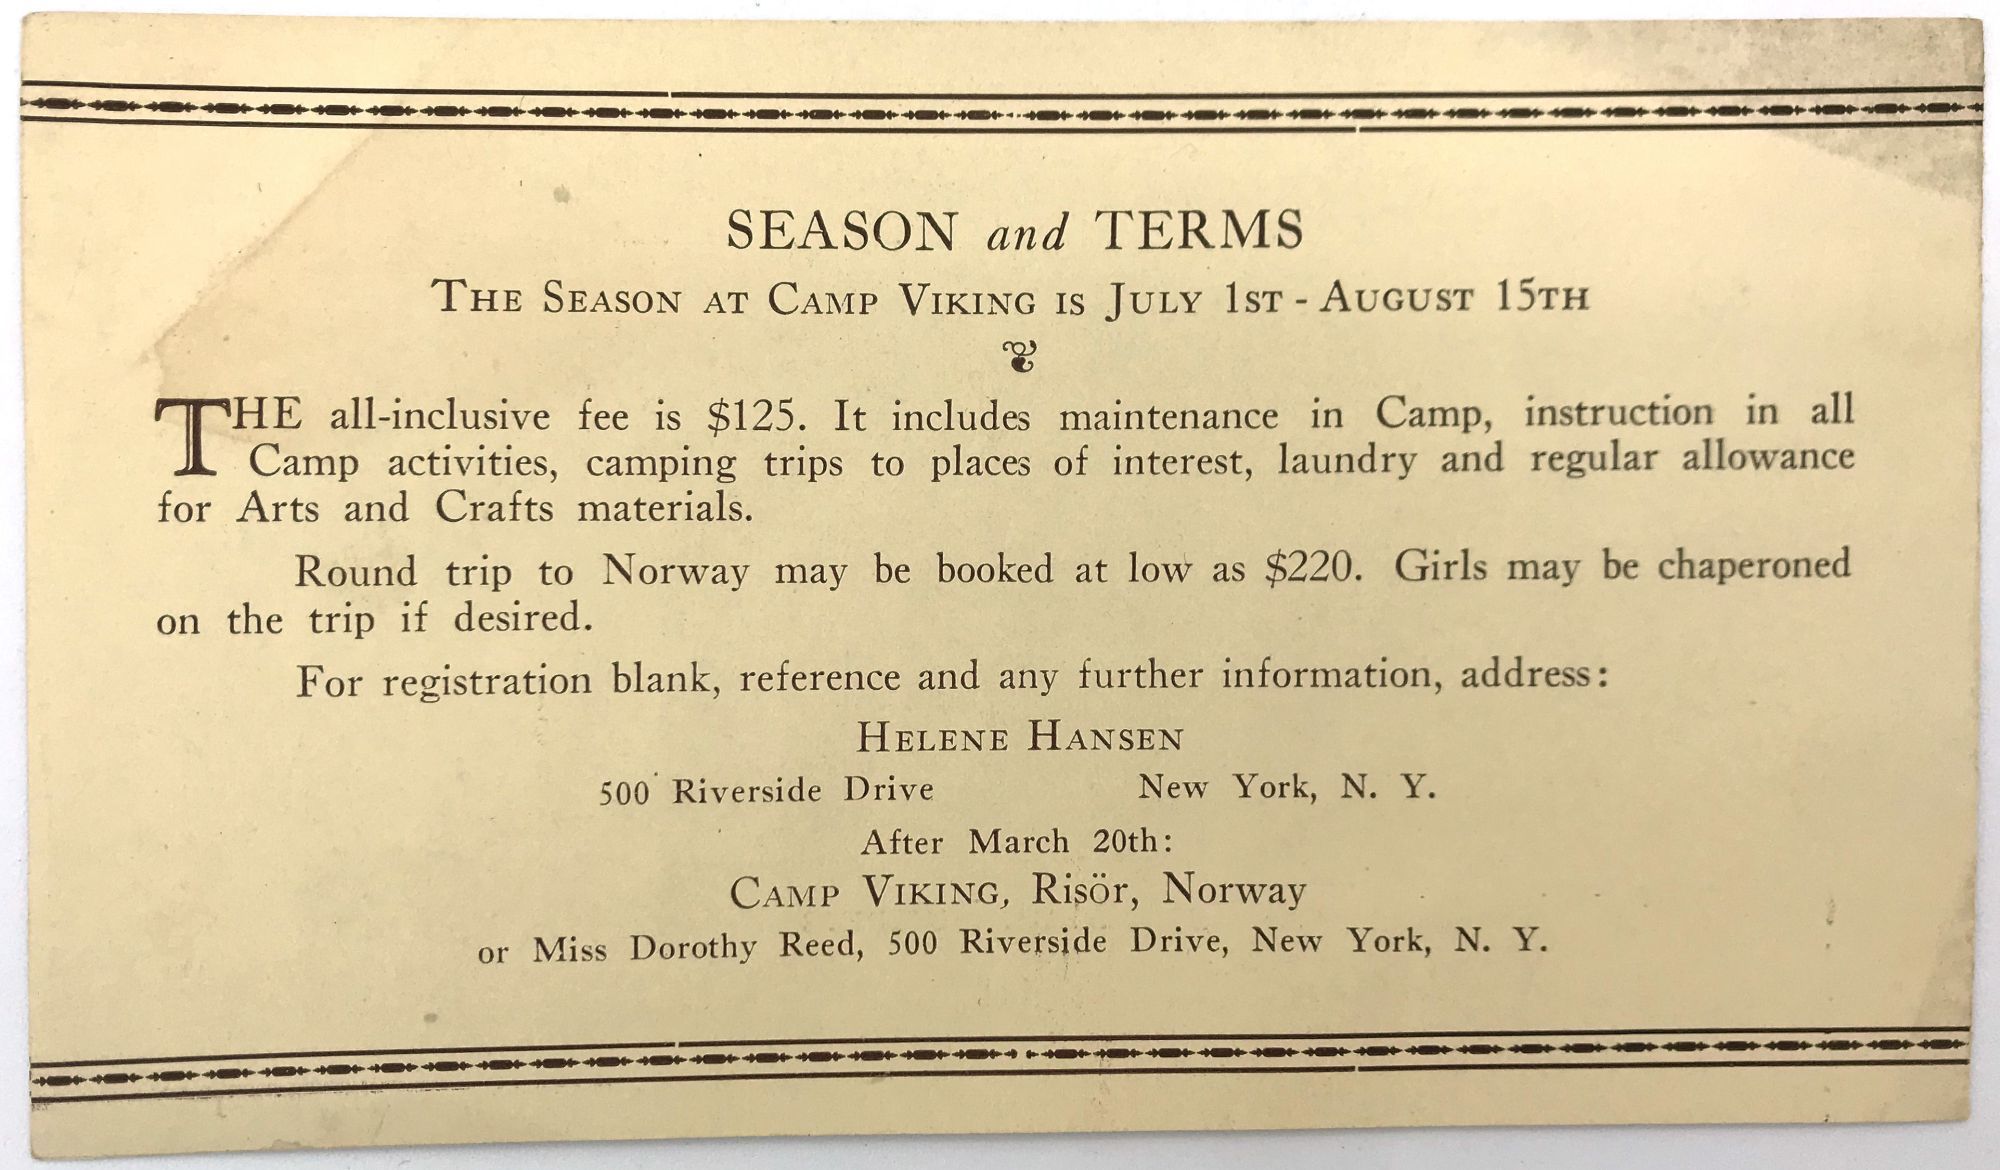 SEASON and TERMS
THE SEASON AT CAMP VIKING IS JULY 1ST - AUGUST 15TH
THE all-inclusive fee is $125. It includes maintenance in Camp, instruction in all
Camp activities, camping trips to places of interest, laundry and regular allowance
for Arts and Crafts materials.
Round trip to Norway may be booked at low as $220. Girls may be chaperoned
on the trip if desired.
For registration blank, reference and any further information, address:
HELENE HANSEN
500 Riverside Drive New York, N. Y.
After March 20th:
CAMP VIKING, Risör, Norway
or Miss Dorothy Reed, 500 Riverside Drive, New York, N. Y.